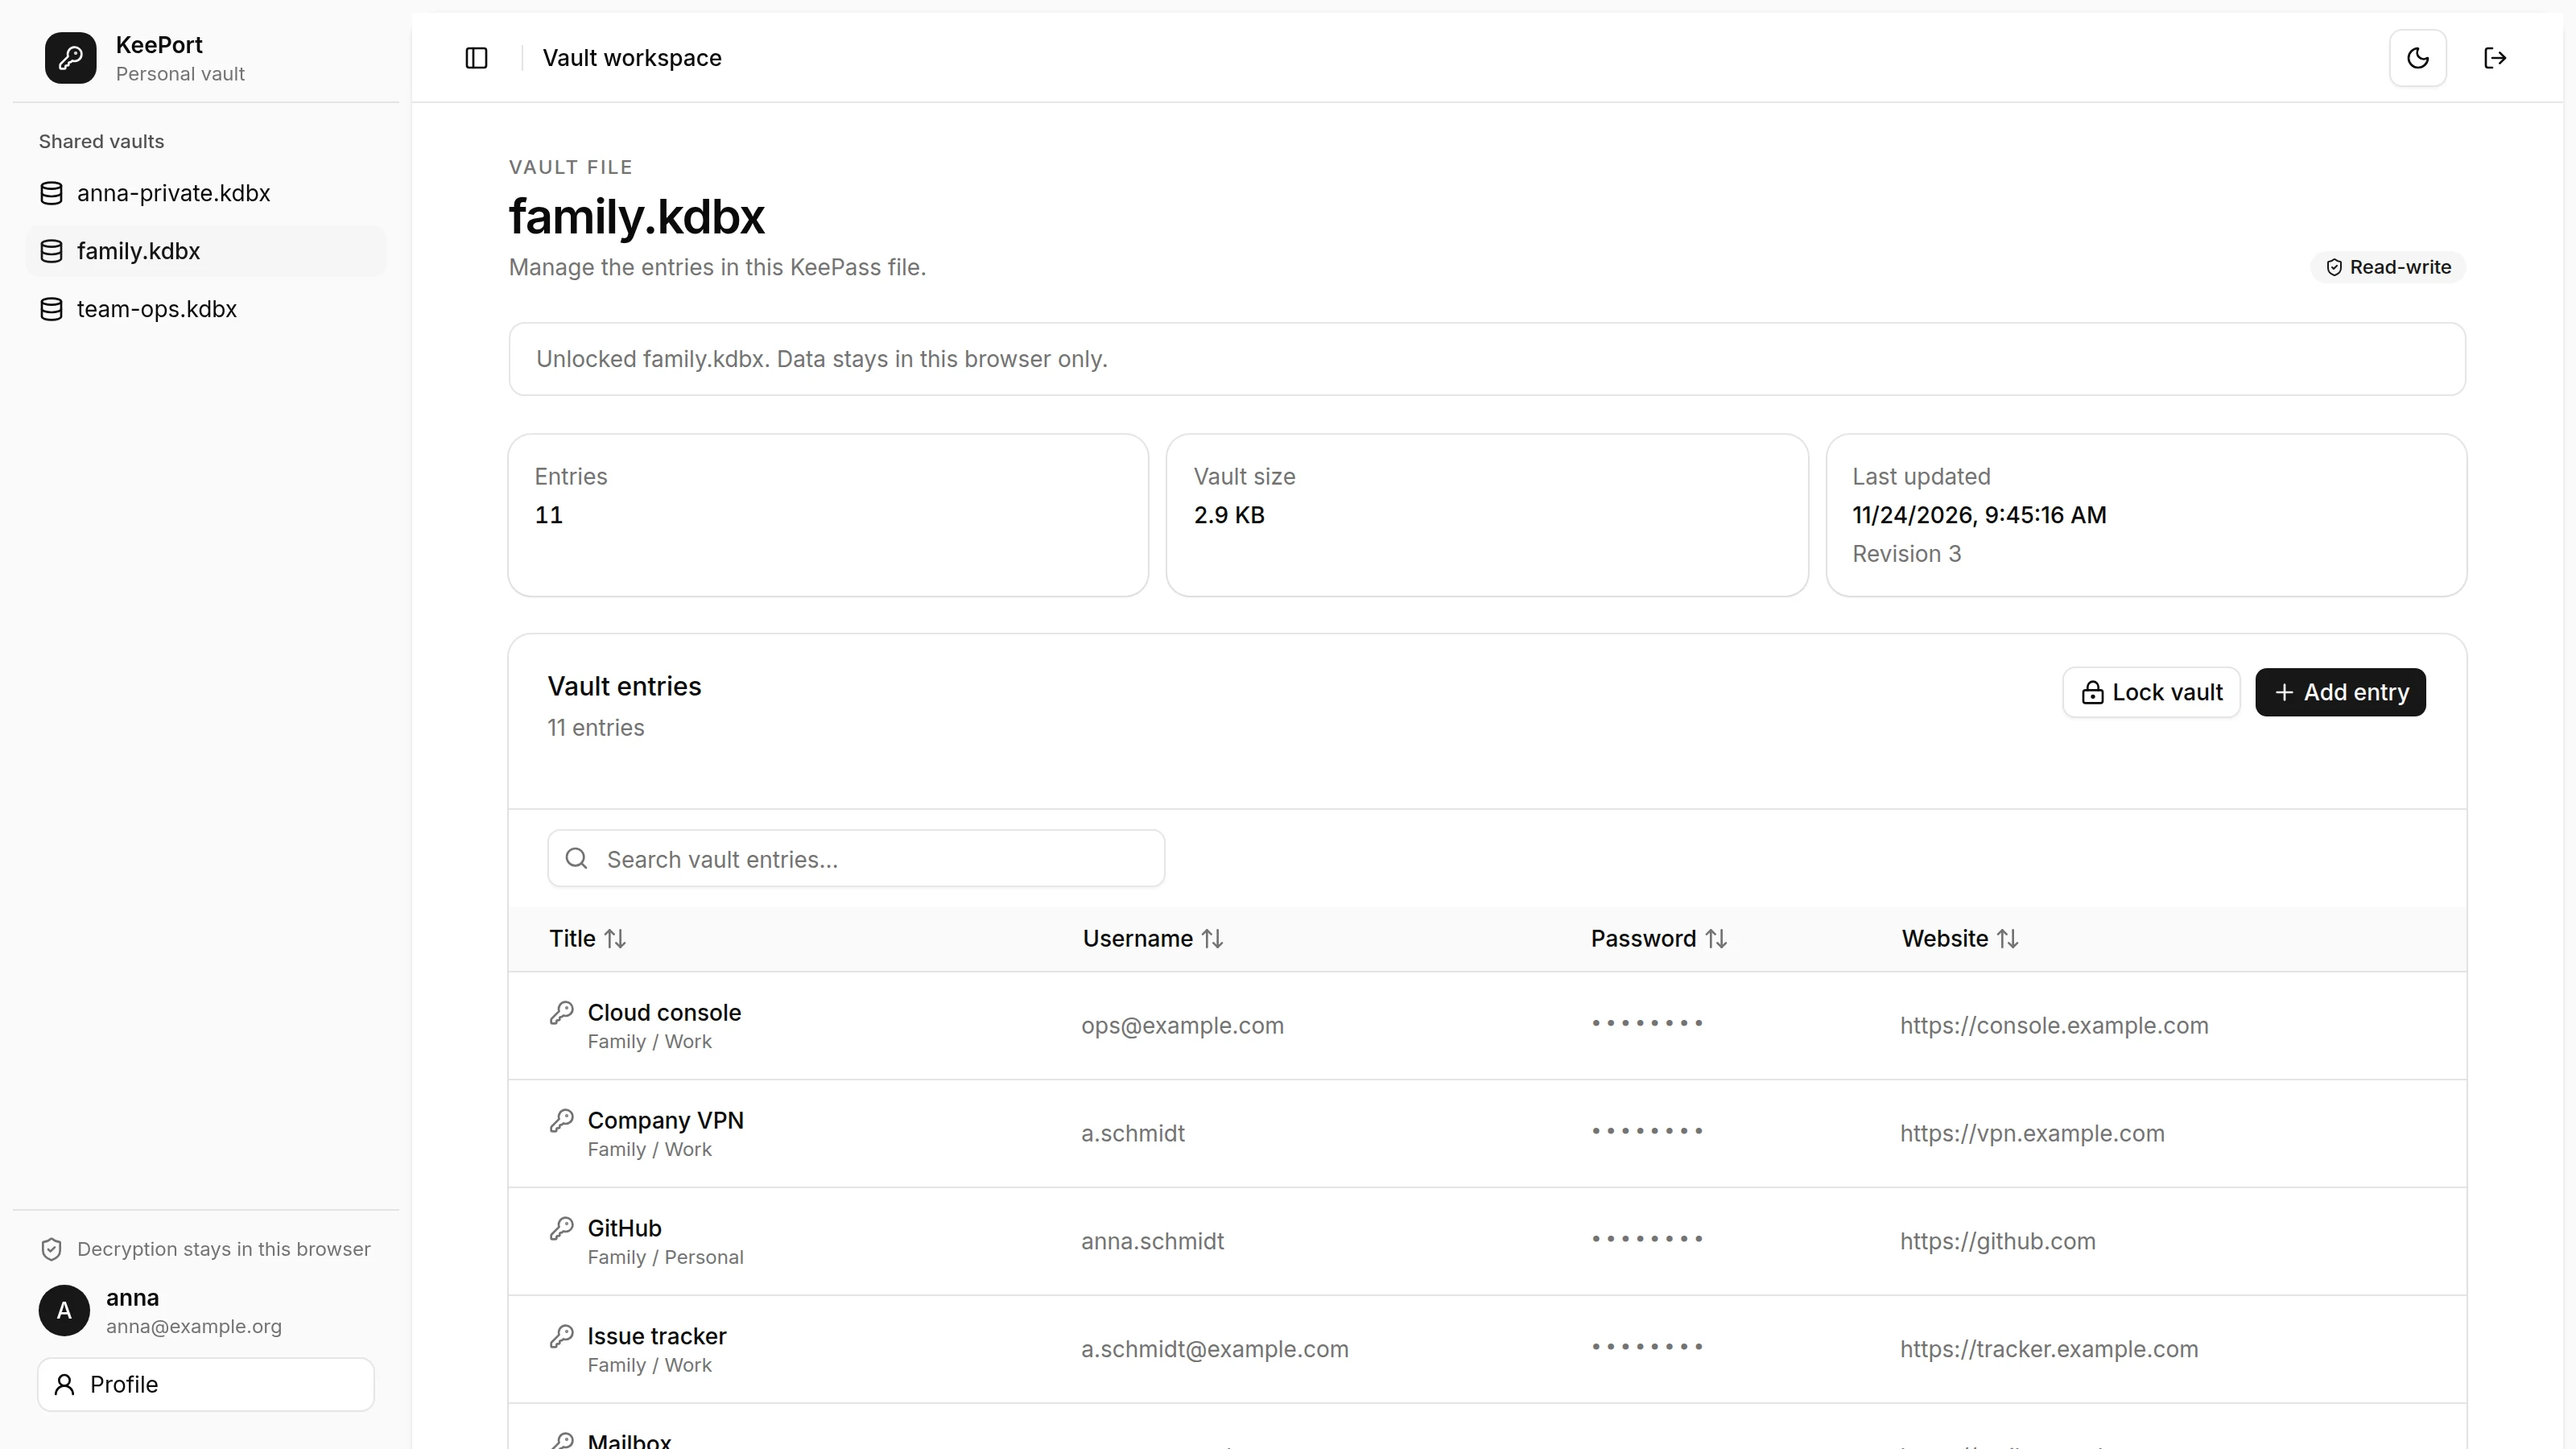 KeePort
Personal vault
Shared vaults
anna-private.kdbx
family.kdbx
team-ops.kdbx
Decryption stays in this browser
A
anna
anna@example.org
Profile
Vault workspace
VAULT FILE
family.kdbx
Manage the entries in this KeePass file.
Read-write
Unlocked family.kdbx. Data stays in this browser only.
Entries
11
Vault size
2.9 KB
Last updated
11/24/2026, 9:45:16 AM
Revision 3
Vault entries
11 entries
Lock vault
Add entry
Search vault entries...
Title Username Password Website
Cloud console
Family / Work
ops@example.com •••••••• https://console.example.com
Company VPN
Family / Work
a.schmidt •••••••• https://vpn.example.com
GitHub
Family / Personal
anna.schmidt •••••••• https://github.com
Issue tracker
Family / Work
a.schmidt@example.com •••••••• https://tracker.example.com
Mailbox